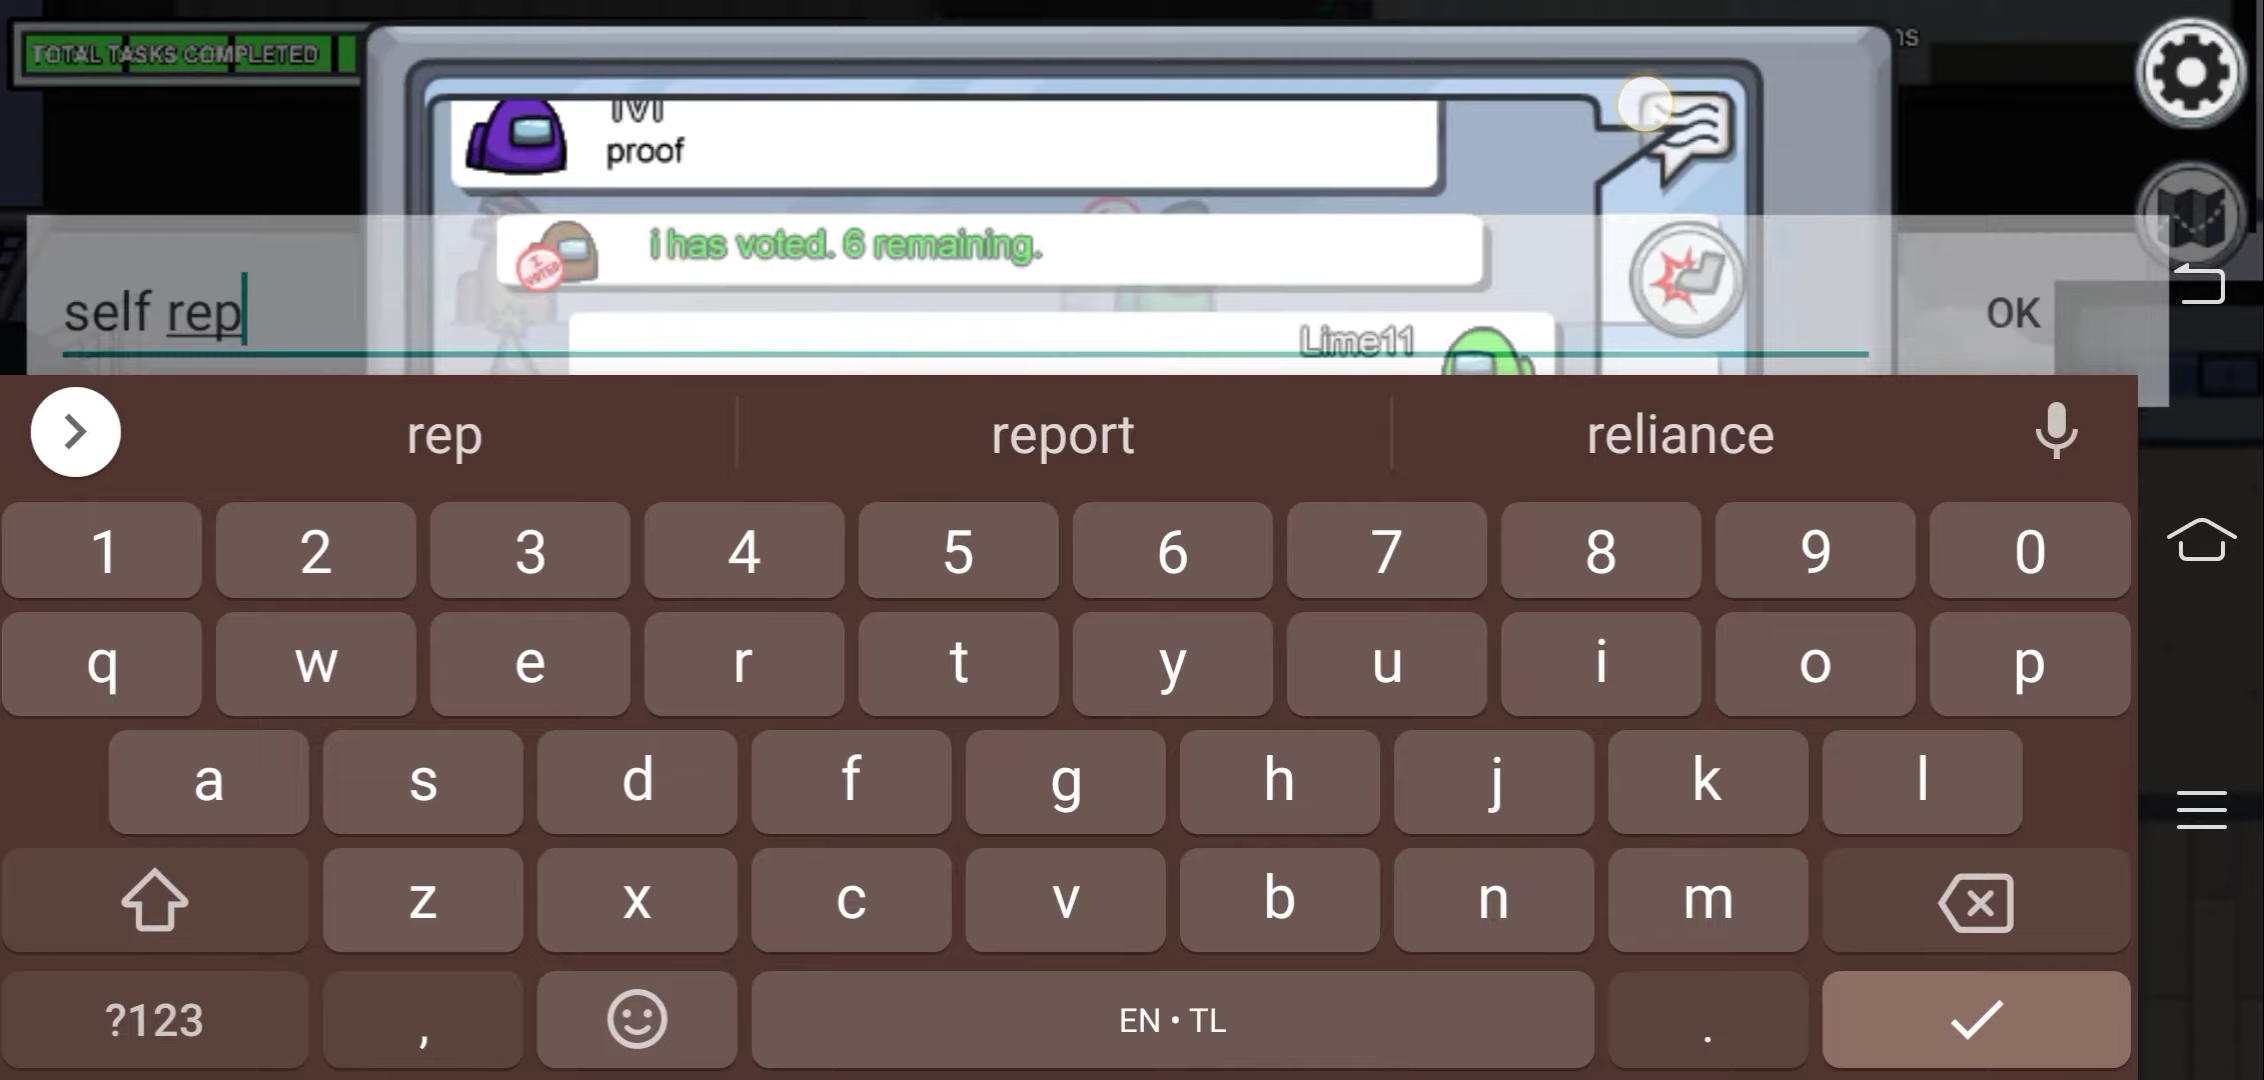 TOTAL TASKS COMPLETED
proof
i has voted. 6 remaining.
I VOTED
self rep
OK
Lime11
rep
report
reliance
1 2 3 4 5 6 7 8 9 0
q w e r t y u i o p
a s d f g h j k l
z x c v b n m
?123 , EN • TL .